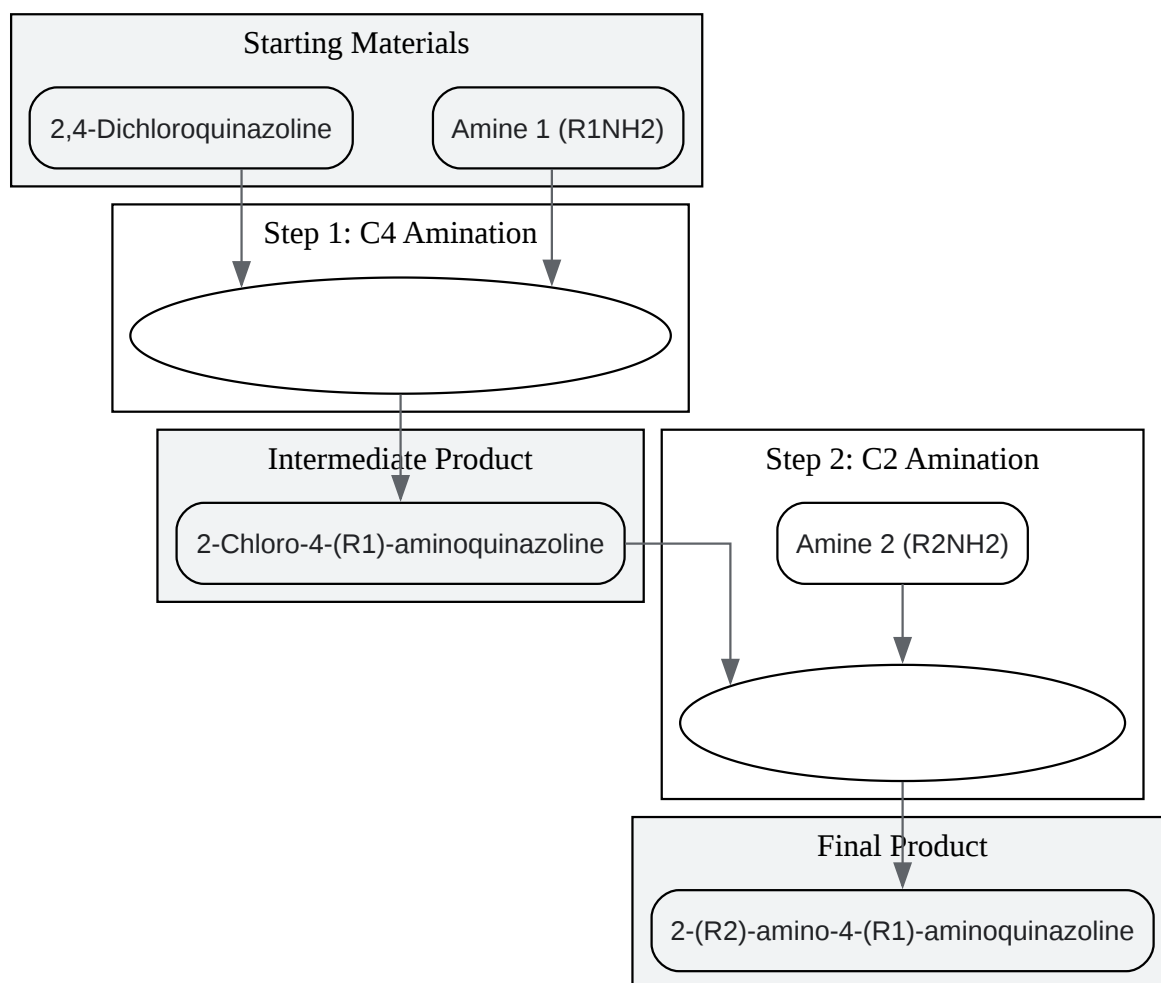 Starting Materials
2,4-Dichloroquinazoline
Amine 1 (R1NH2)
Step 1: C4 Amination
Intermediate Product
2-Chloro-4-(R1)-aminoquinazoline
Step 2: C2 Amination
Amine 2 (R2NH2)
Final Product
2-(R2)-amino-4-(R1)-aminoquinazoline